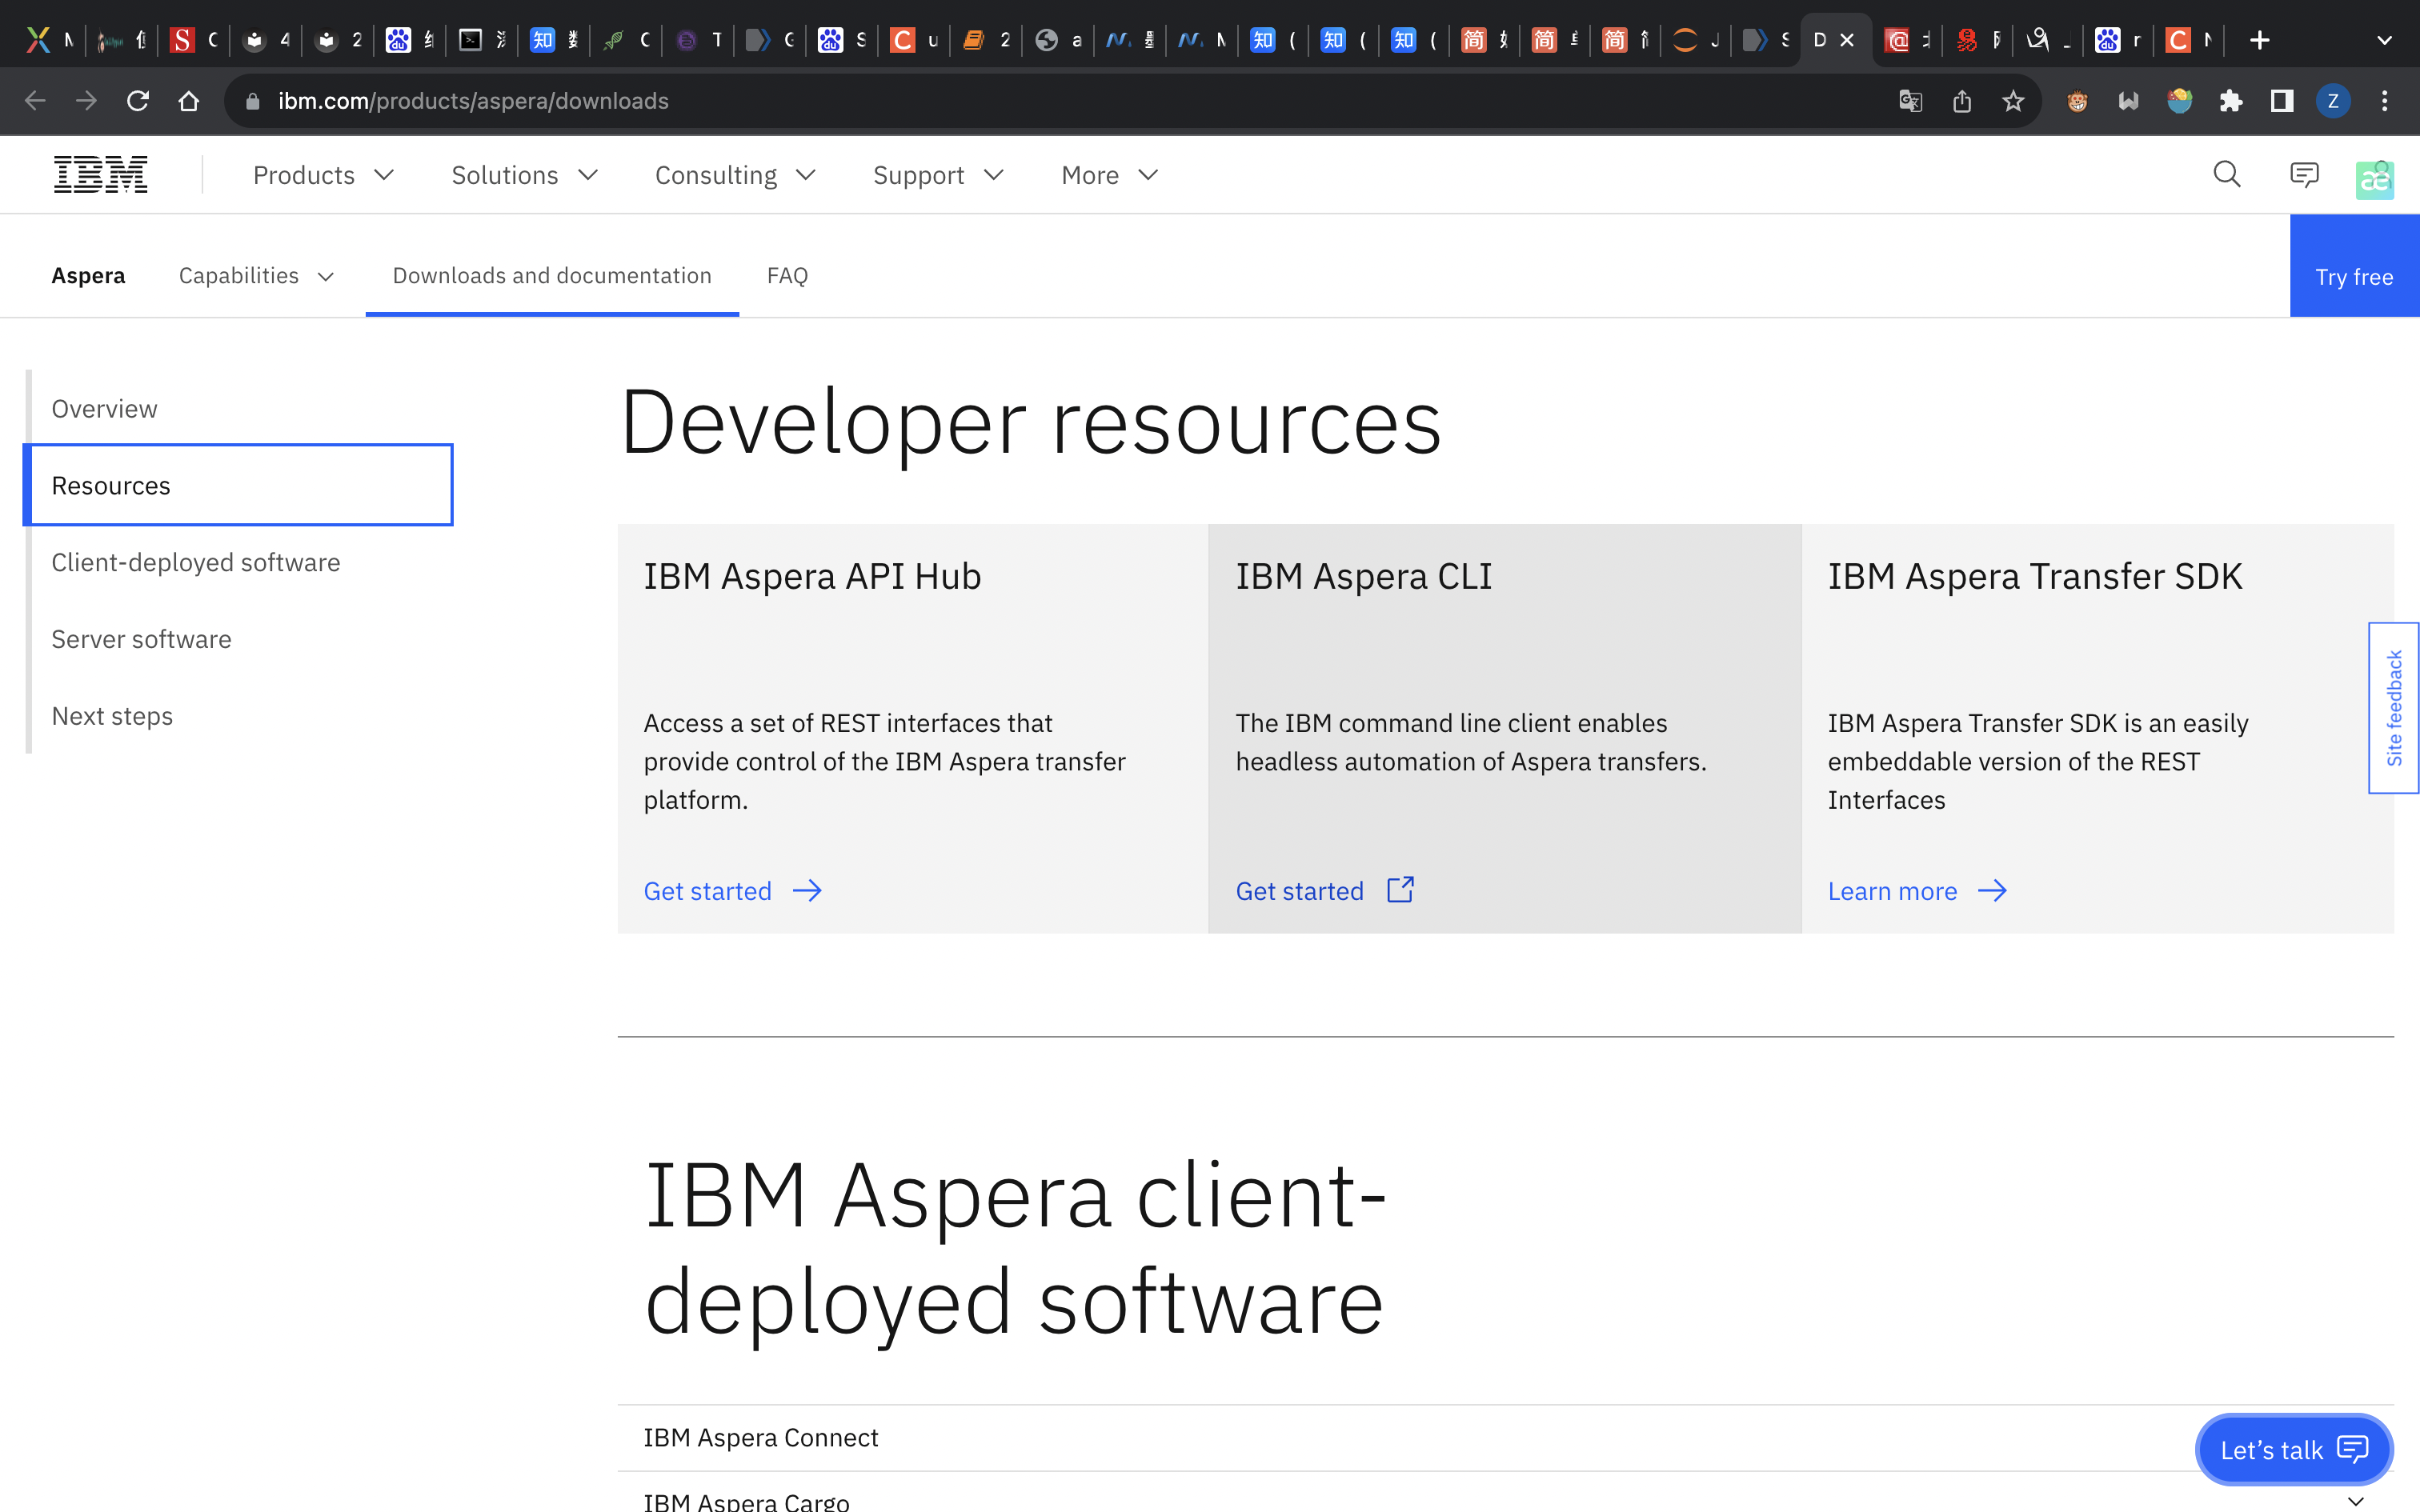 ibm.com/products/aspera/downloads
Z
IBM
Products
Solutions
Consulting
Support
More
Aspera
Capabilities
Downloads and documentation
FAQ
Try free
Overview
Resources
Client-deployed software
Server software
Next steps
Developer resources
IBM Aspera API Hub
Access a set of REST interfaces that
provide control of the IBM Aspera transfer
platform.
Get started
IBM Aspera CLI
The IBM command line client enables
headless automation of Aspera transfers.
Get started
IBM Aspera Transfer SDK
IBM Aspera Transfer SDK is an easily
embeddable version of the REST
Interfaces
Learn more
Site feedback
IBM Aspera client-
deployed software
IBM Aspera Connect
IBM Aspera Cargo
Let’s talk